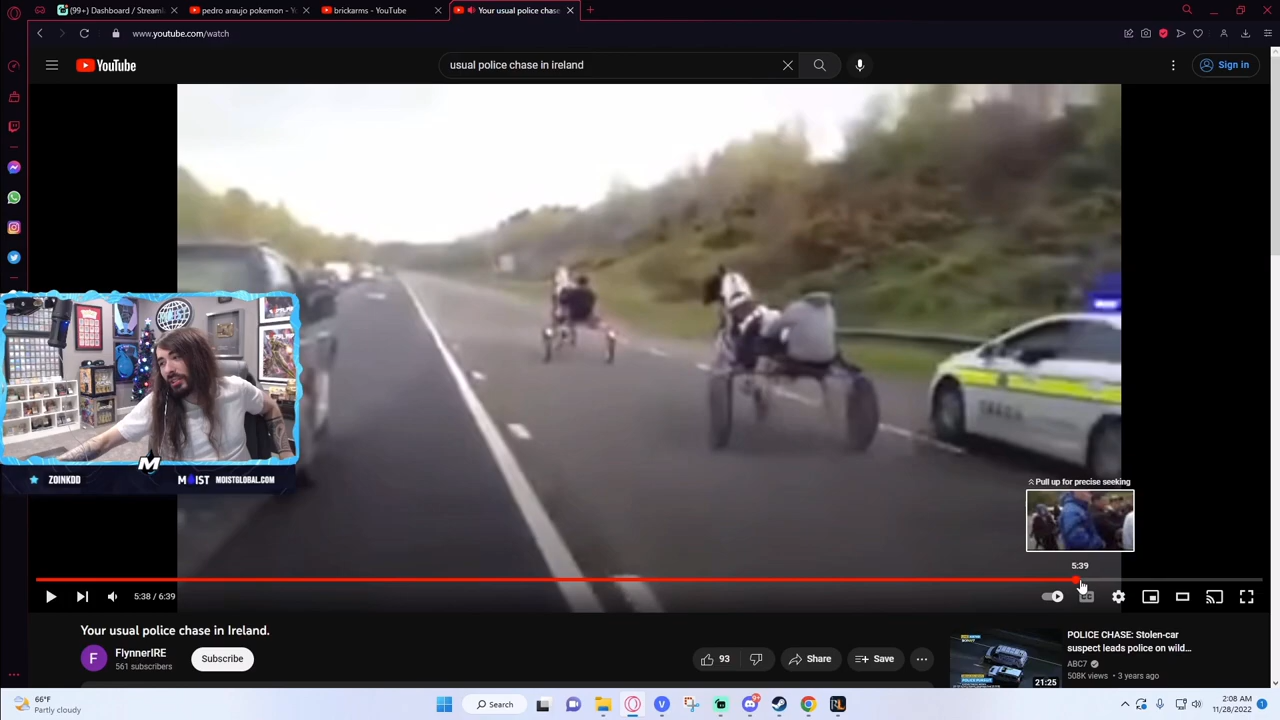 (99+) Dashboard / Streamla
pedro araujo pokemon - Yo
brickarms - YouTube
Your usual police chase
www.youtube.com/watch
YouTube
usual police chase in ireland
Sign in
GARDA
ZOINKDD
M
MOIST
MOISTGLOBAL.COM
Pull up for precise seeking
5:39
5:38 / 6:39
CC
Your usual police chase in Ireland.
F
FlynnerIRE
561 subscribers
Subscribe
93
Share
Save
POLICE CHASE: Stolen-car
suspect leads police on wild...
ABC7
508K views • 3 years ago
21:25
66°F
Partly cloudy
Search
2:08 AM
11/28/2022